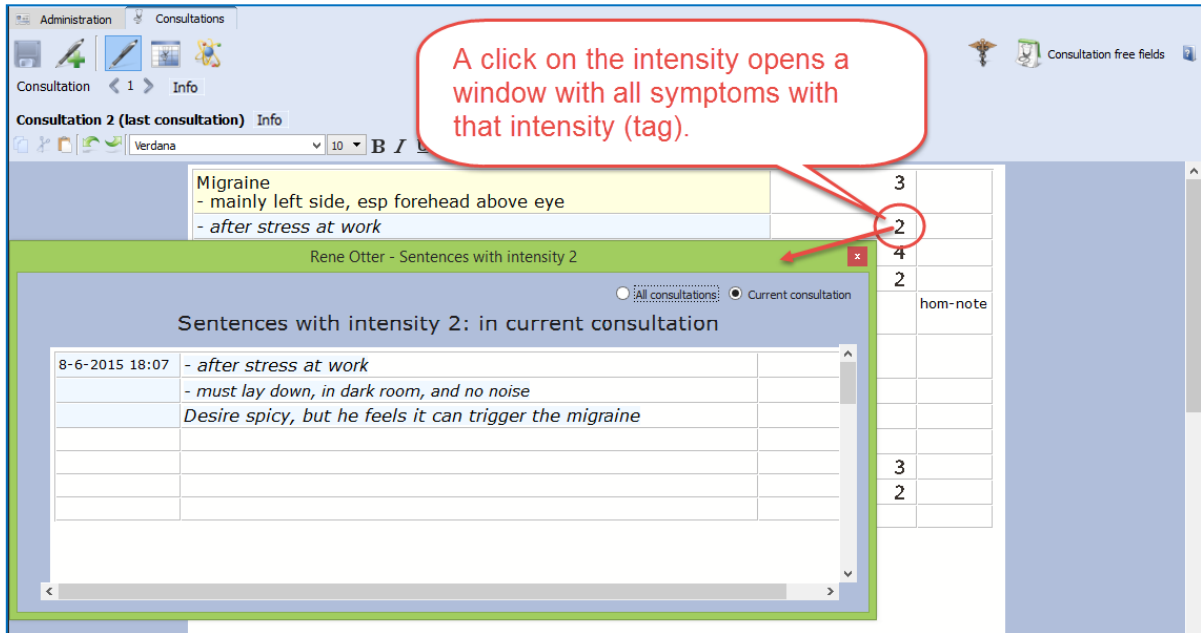 Administration
Consultations
A click on the intensity opens a
window with all symptoms with
that intensity (tag).
Consultation free fields
Consultation 1 Info
Consultation 2 (last consultation) Info
Verdana 10 B I
Migraine 3
- mainly left side, esp forehead above eye
- after stress at work 2
4
2
hom-note
3
2
Rene Otter - Sentences with intensity 2 x
All consultations Current consultation
Sentences with intensity 2: in current consultation
8-6-2015 18:07 - after stress at work
- must lay down, in dark room, and no noise
Desire spicy, but he feels it can trigger the migraine